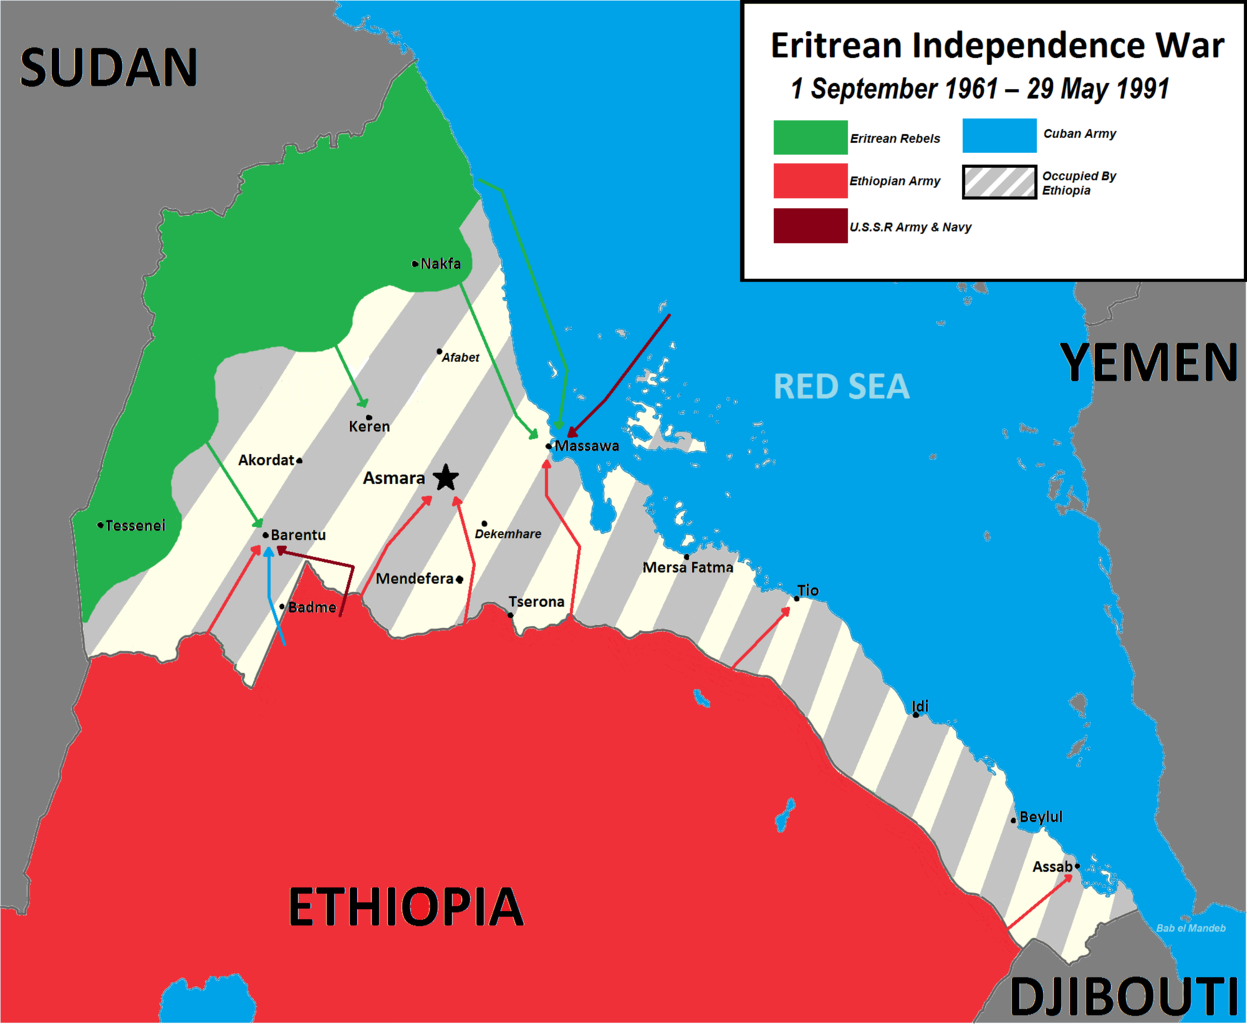 SUDAN
Eritrean Independence War
1 September 1961 – 29 May 1991
Eritrean Rebels
Cuban Army
Ethiopian Army
Occupied By
Ethiopia
U.S.S.R Army & Navy
Nakfa
YEMEN
Afabet
RED SEA
Keren
Massawa
Akordat
Asmara
Tessenei
Barentu
Dekemhare
Mersa Fatma
Mendefera
Tio
Badme
Tserona
Idi
Beylul
Assab
ETHIOPIA
Bab el Mandeb
DJIBOUTI